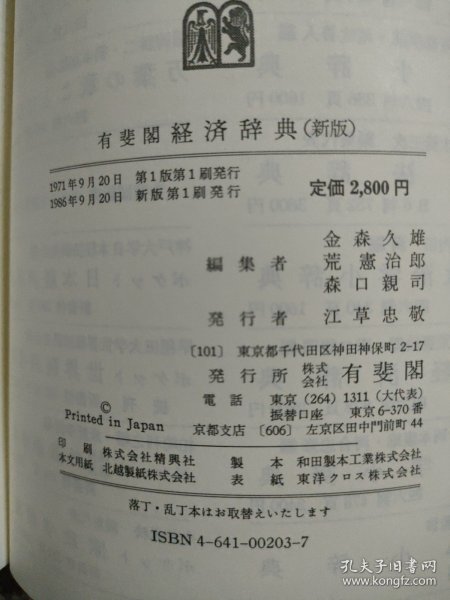 有斐閣 経済辞典(新版)
1971年9月20日 第1版第1刷発行
1986年9月20日 新版第1刷発行
定価 2,800円
金森久雄
編集者 荒憲治郎
森口親司
発行者 江草忠敬
〔101〕 東京都千代田区神田神保町 2-17
発行所 株式会社 有斐閣
電話 東京 (264) 1311 (大代表)
振替口座 東京 6-370番
京都支店 〔606〕 左京区田中門前町 44
©
Printed in Japan
印刷 株式会社精興社 製本 和田製本工業株式会社
本文用紙 北越製紙株式会社 表紙 東洋クロス株式会社
落丁・乱丁本はお取替えいたします
ISBN 4-641-00203-7
孔夫子旧书网
www.kongfz.com